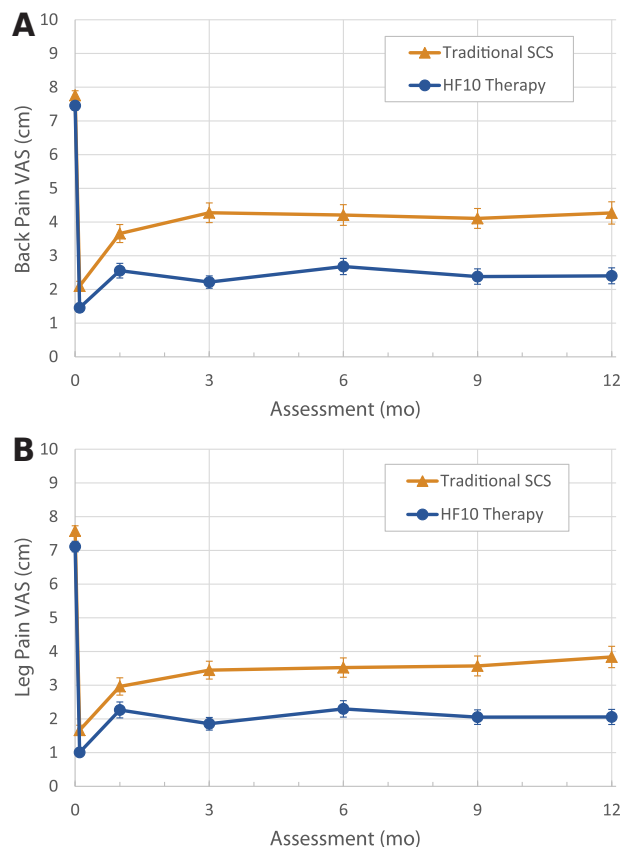 A
10
9
8
7
6
5
4
3
2
1
0
Back Pain VAS (cm)
Traditional SCS
HF10 Therapy
0 3 6 9 12
Assessment (mo)
B
10
9
8
7
6
5
4
3
2
1
0
Leg Pain VAS (cm)
Traditional SCS
HF10 Therapy
0 3 6 9 12
Assessment (mo)